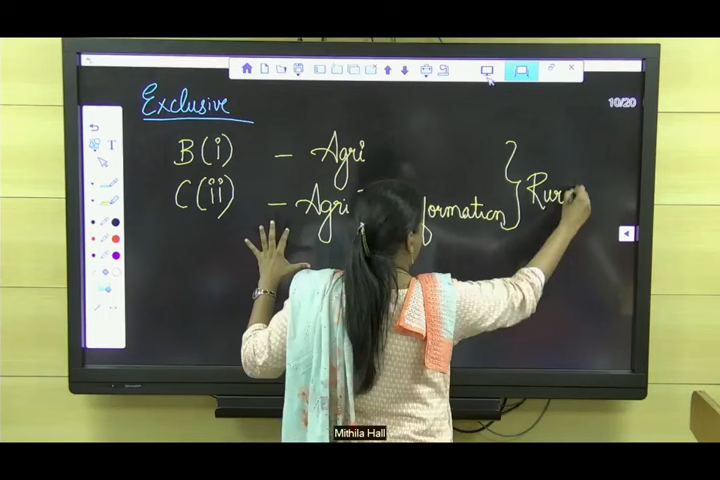 10/20
Exclusive
B(i) - Agri
C(ii) - Agri formation } Rur
T
Mithila Hall